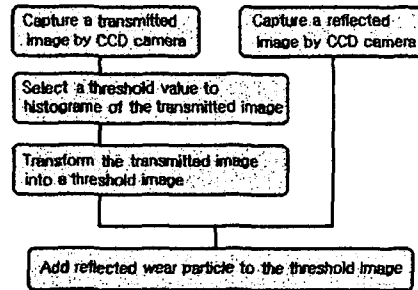 Capture a transmitted
image by CCD camera
Capture a reflected
image by CCD camera
Select a threshold value to
histograme of the transmitted image
Transform the transmitted image
into a threshold image
Add reflected wear particle to the threshold image